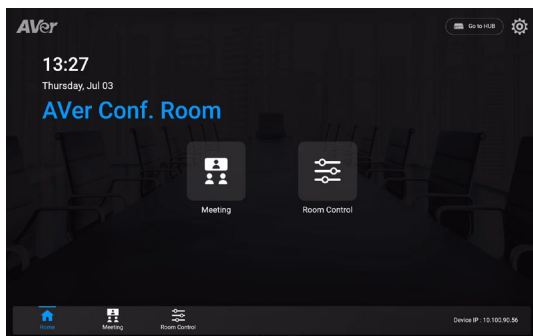 AVer
Go to HUB
13:27
Thursday, Jul 03
AVer Conf. Room
Meeting
Room Control
Home
Meeting
Room Control
Device IP : 10.100.90.56